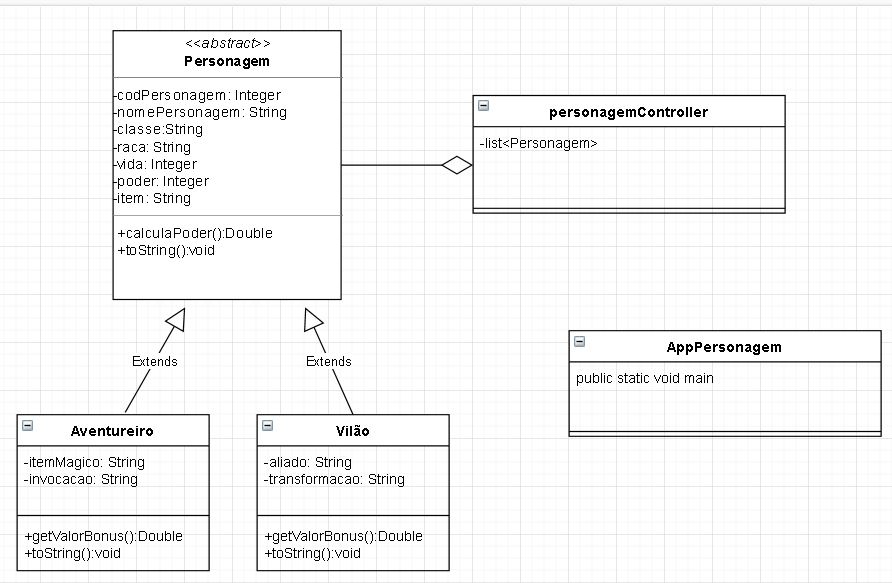 <<abstract>>
Personagem
-codPersonagem: Integer
-nomePersonagem: String
-classe:String
-raca: String
-vida: Integer
-poder: Integer
-item: String
+calculaPoder():Double
+toString():void
personagemController
-list<Personagem>
Extends
Extends
AppPersonagem
public static void main
Aventureiro
-itemMagico: String
-invocacao: String
+getValorBonus():Double
+toString():void
Vilão
-aliado: String
-transformacao: String
+getValorBonus():Double
+toString():void